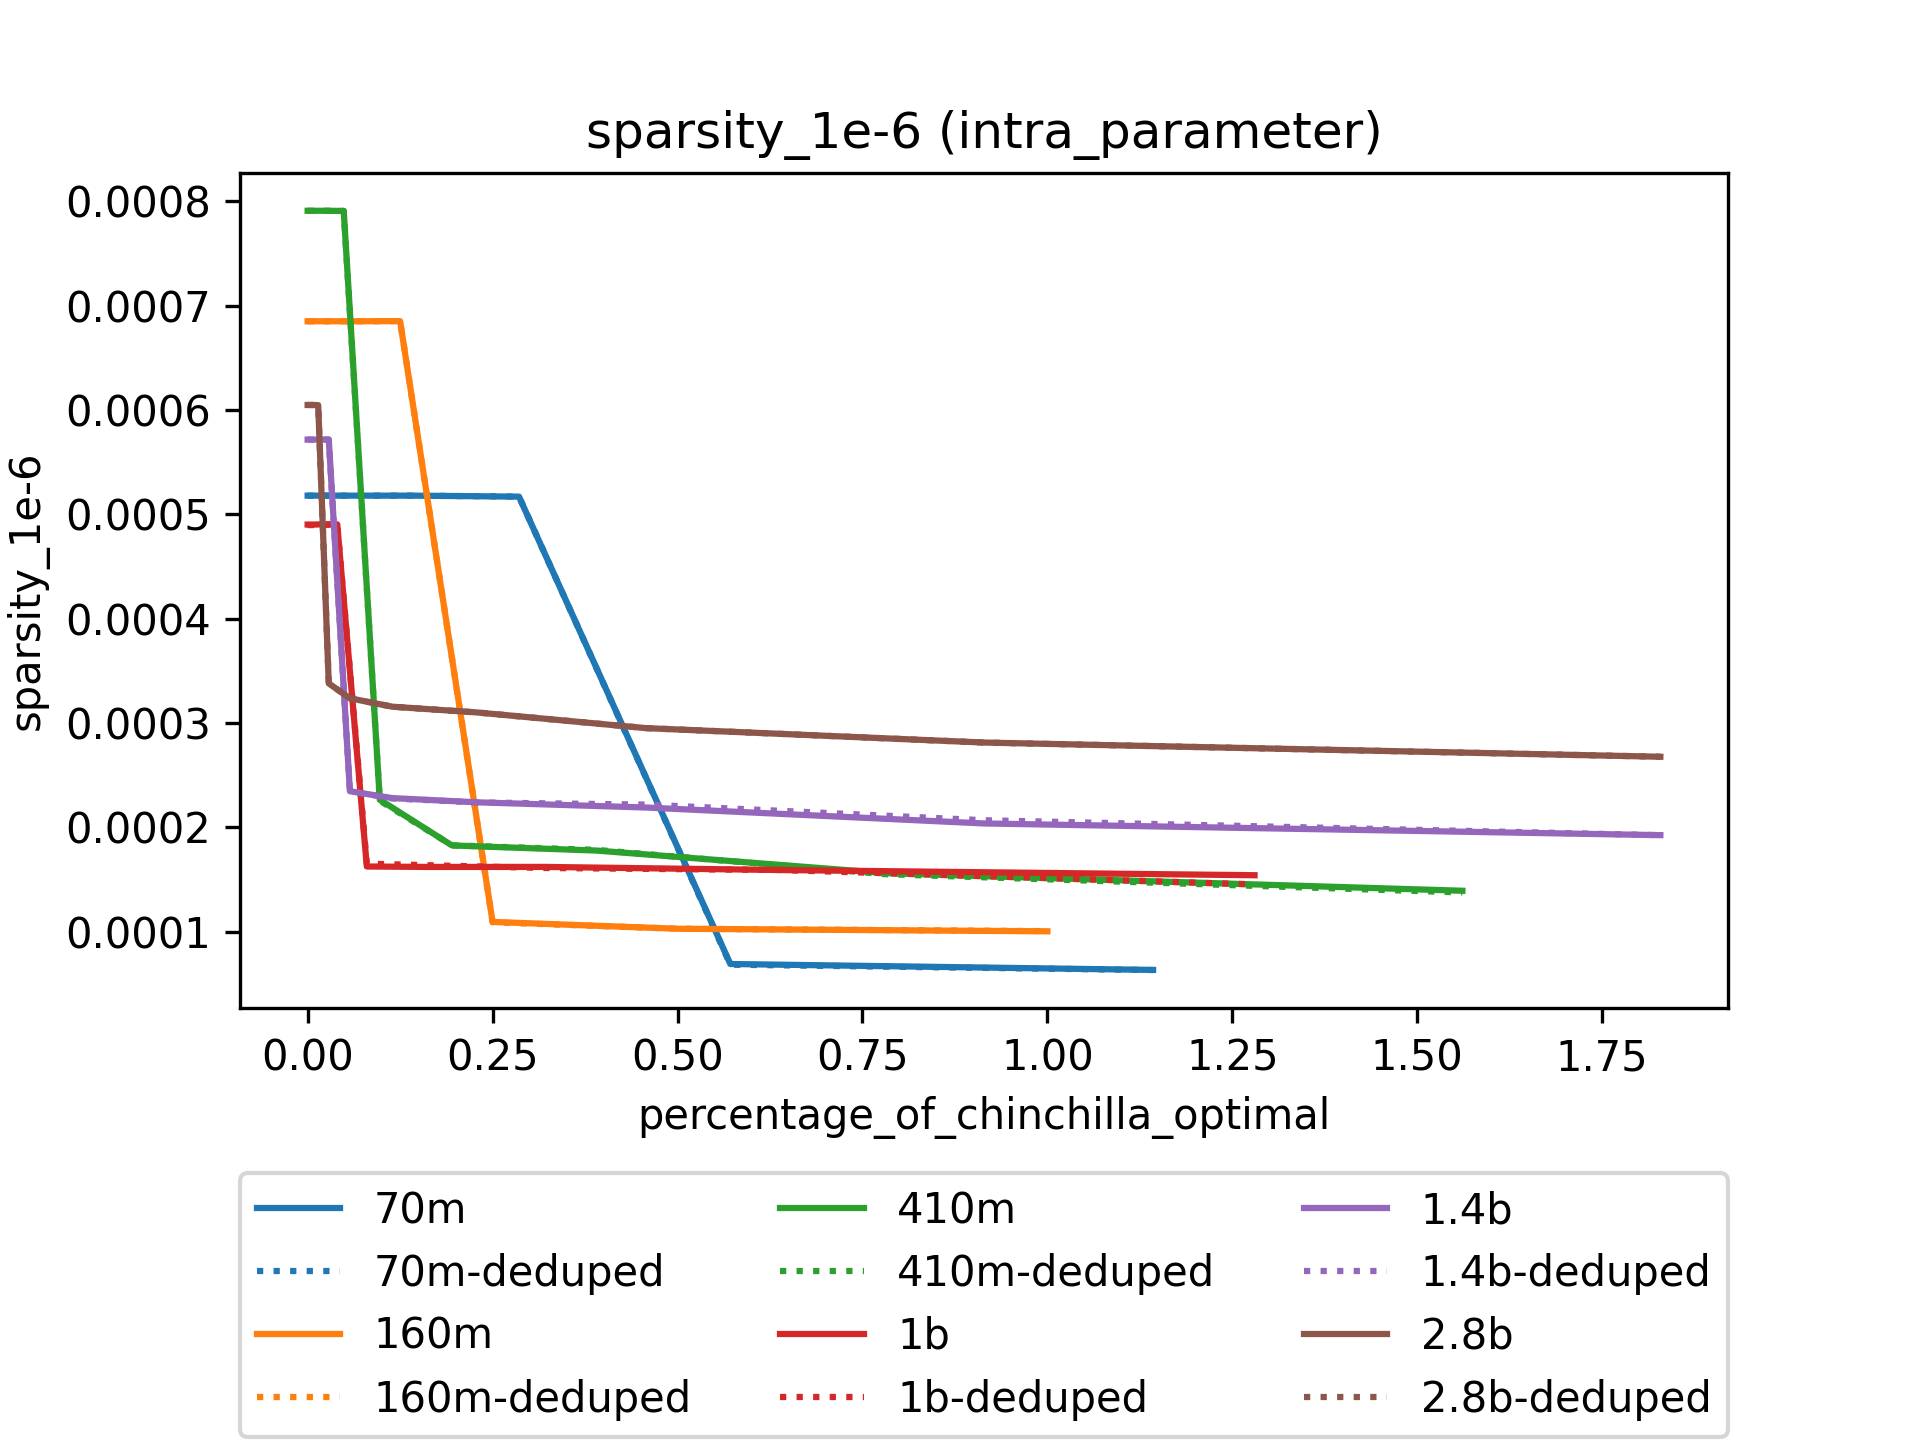 sparsity_1e-6 (intra_parameter)
sparsity_1e-6
0.0008
0.0007
0.0006
0.0005
0.0004
0.0003
0.0002
0.0001
0.00 0.25 0.50 0.75 1.00 1.25 1.50 1.75
percentage_of_chinchilla_optimal
70m 410m 1.4b
70m-deduped 410m-deduped 1.4b-deduped
160m 1b 2.8b
160m-deduped 1b-deduped 2.8b-deduped